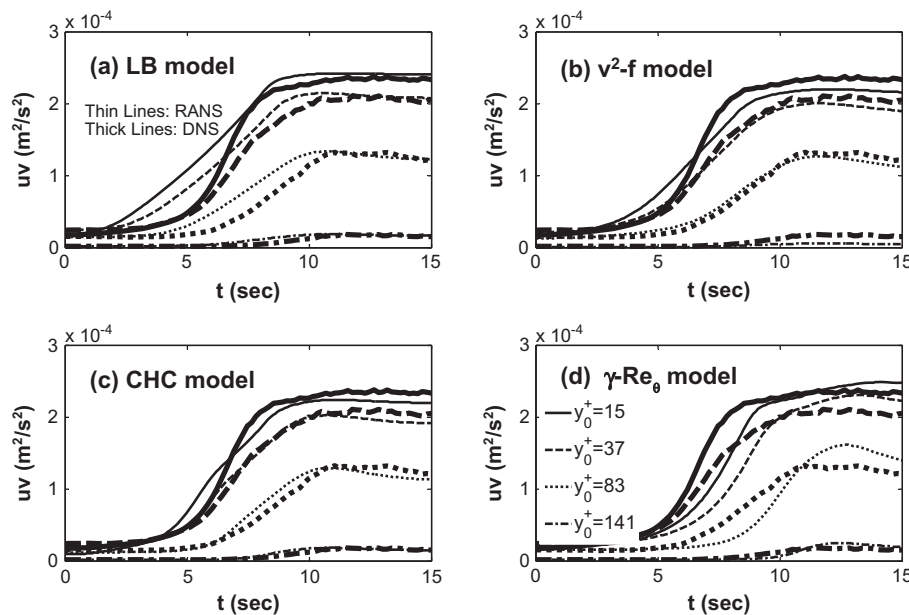 x 10⁻⁴
3
2
1
0
uv (m²/s²)
(a) LB model
Thin Lines: RANS
Thick Lines: DNS
0 5 10 15
t (sec)
x 10⁻⁴
3
2
1
0
uv (m²/s²)
(b) v²-f model
0 5 10 15
t (sec)
x 10⁻⁴
3
2
1
0
uv (m²/s²)
(c) CHC model
0 5 10 15
t (sec)
x 10⁻⁴
3
2
1
0
uv (m²/s²)
(d) γ-Reθ model
y₀⁺=15
y₀⁺=37
y₀⁺=83
y₀⁺=141
0 5 10 15
t (sec)